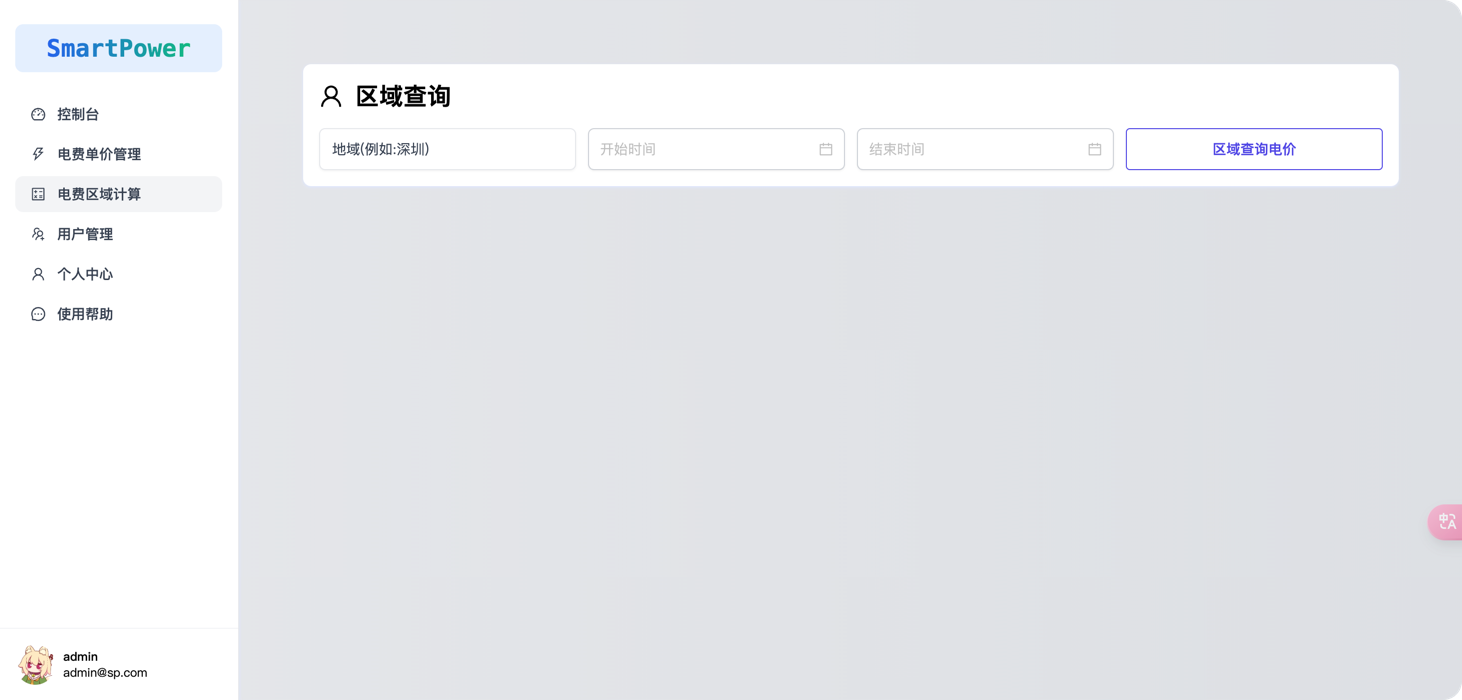 SmartPower
控制台
电费单价管理
电费区域计算
用户管理
个人中心
使用帮助
admin
admin@sp.com
区域查询
地域(例如:深圳)
开始时间
结束时间
区域查询电价
中
A